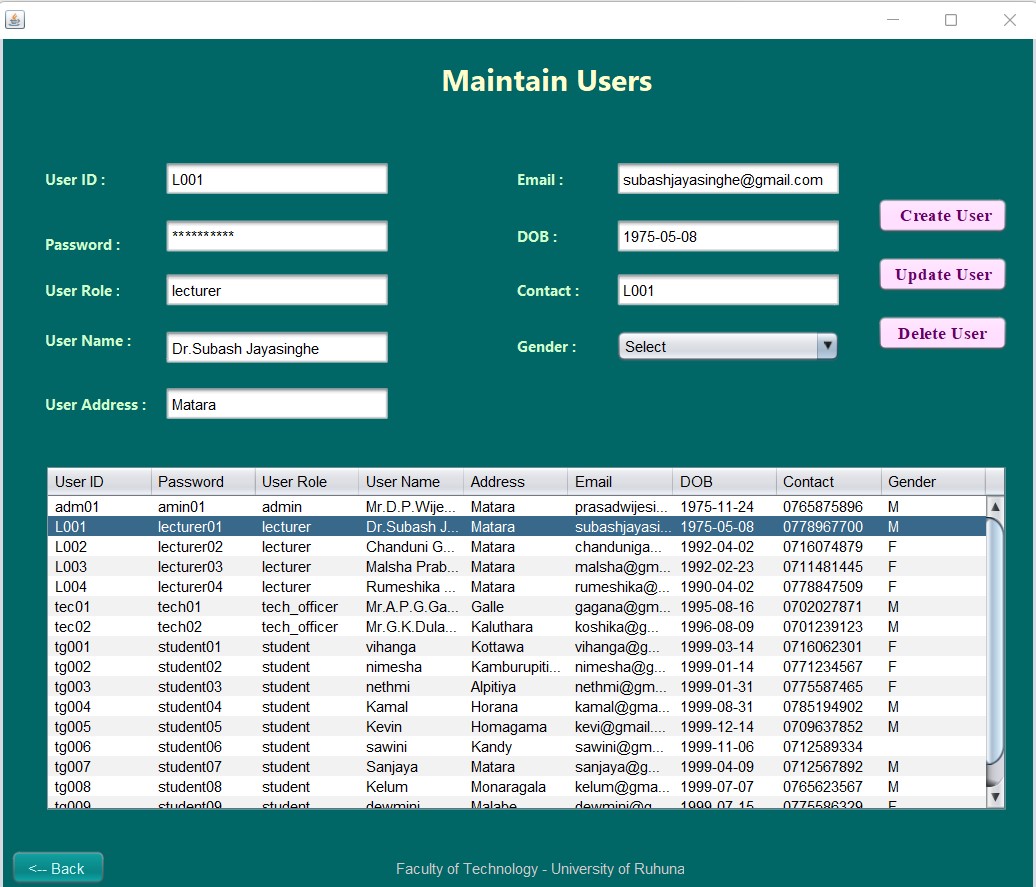 Maintain Users
User ID : L001
Password : **********
User Role : lecturer
User Name : Dr.Subash Jayasinghe
User Address : Matara
Email : subashjayasinghe@gmail.com
DOB : 1975-05-08
Contact : L001
Gender : Select
Create User
Update User
Delete User
User ID Password User Role User Name Address Email DOB Contact Gender
adm01 amin01 admin Mr.D.P.Wije... Matara prasadwijesi... 1975-11-24 0765875896 M
L001 lecturer01 lecturer Dr.Subash J... Matara subashjayasi... 1975-05-08 0778967700 M
L002 lecturer02 lecturer Chanduni G... Matara chanduniga... 1992-04-02 0716074879 F
L003 lecturer03 lecturer Malsha Prab... Matara malsha@gm... 1992-02-23 0711481445 F
L004 lecturer04 lecturer Rumeshika ... Matara rumeshika@... 1990-04-02 0778847509 F
tec01 tech01 tech_officer Mr.A.P.G.Ga... Galle gagana@gm... 1995-08-16 0702027871 M
tec02 tech02 tech_officer Mr.G.K.Dula... Kaluthara koshika@g... 1996-08-09 0701239123 M
tg001 student01 student vihanga Kottawa vihanga@g... 1999-03-14 0716062301 F
tg002 student02 student nimesha Kamburupiti... nimesha@g... 1999-01-14 0771234567 F
tg003 student03 student nethmi Alpitiya nethmi@gm... 1999-01-31 0775587465 F
tg004 student04 student Kamal Horana kamal@gma... 1999-08-31 0785194902 M
tg005 student05 student Kevin Homagama kevi@gmail.... 1999-12-14 0709637852 M
tg006 student06 student sawini Kandy sawini@gm... 1999-11-06 0712589334
tg007 student07 student Sanjaya Matara sanjaya@g... 1999-04-09 0712567892 M
tg008 student08 student Kelum Monaragala kelum@gma... 1999-07-07 0765623567 M
tg009 student09 student dewmini Malabe dewmini@g... 1999-07-15 0775586329 F
<-- Back
Faculty of Technology - University of Ruhuna